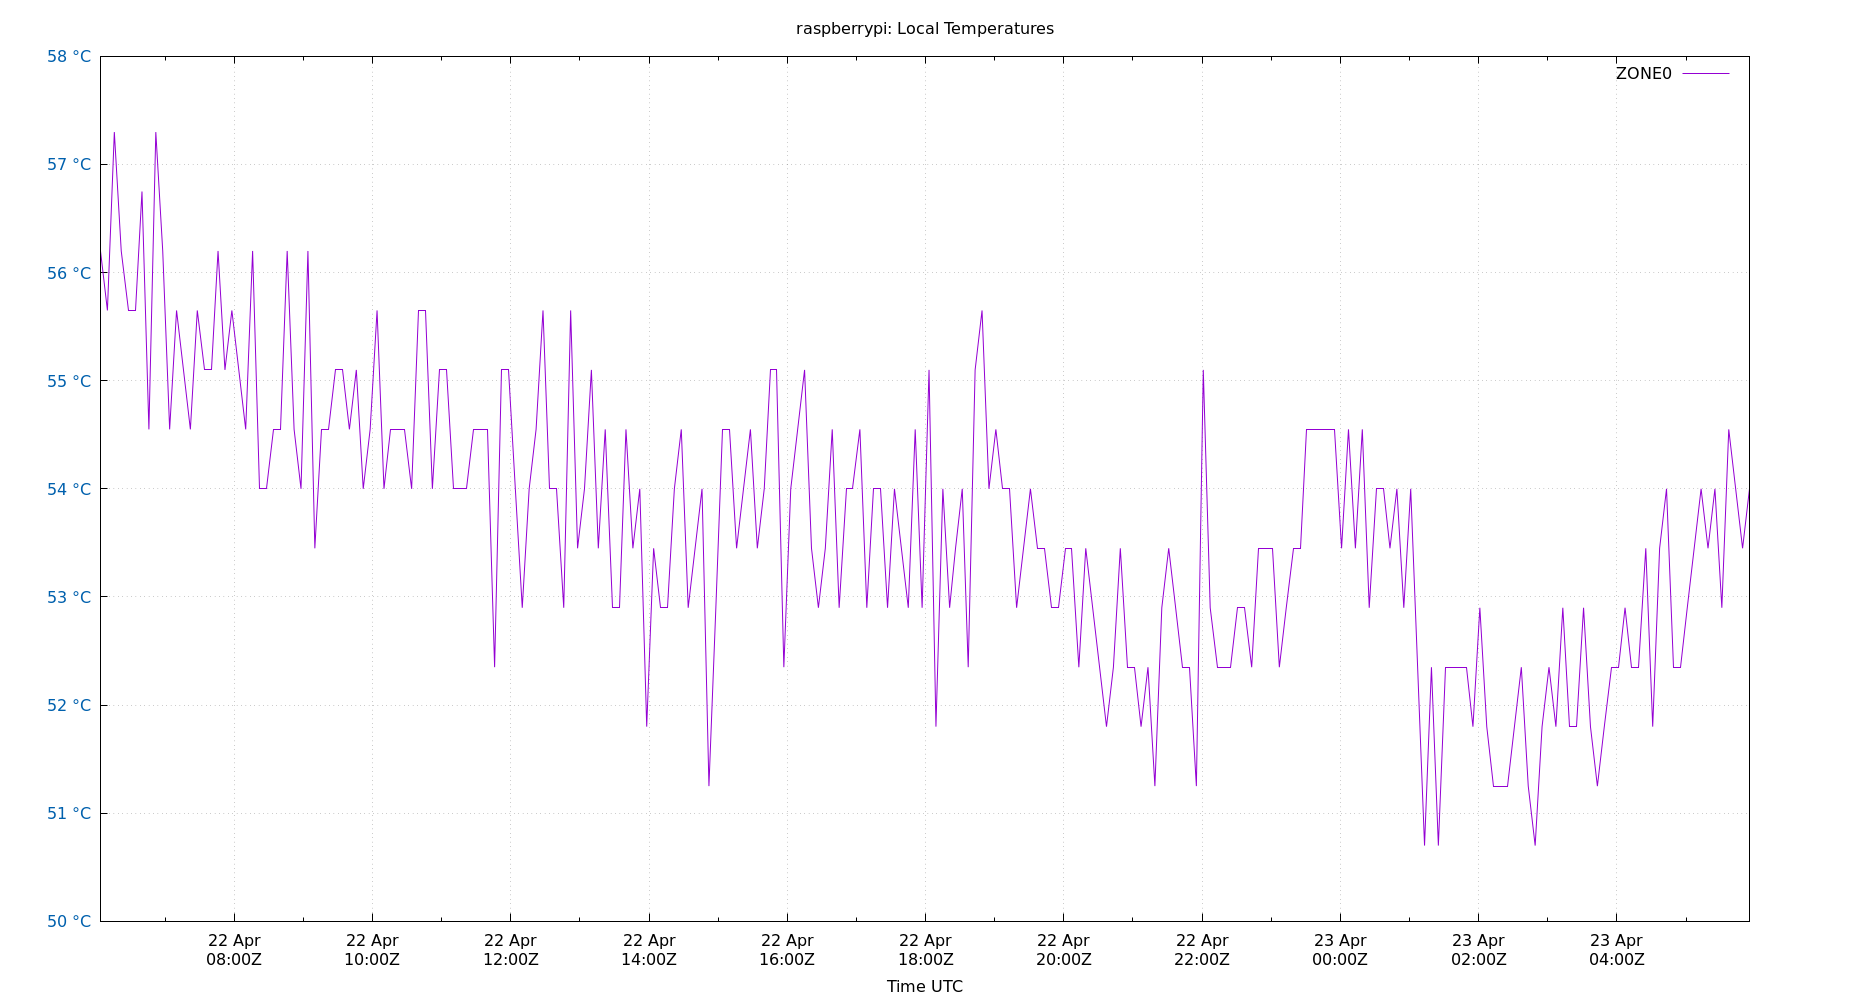 raspberrypi: Local Temperatures
58 °C
ZONE0
57 °C
56 °C
55 °C
54 °C
53 °C
52 °C
51 °C
50 °C
22 Apr 22 Apr 22 Apr 22 Apr 22 Apr 22 Apr 22 Apr 22 Apr 23 Apr 23 Apr 23 Apr
08:00Z 10:00Z 12:00Z 14:00Z 16:00Z 18:00Z 20:00Z 22:00Z 00:00Z 02:00Z 04:00Z
Time UTC